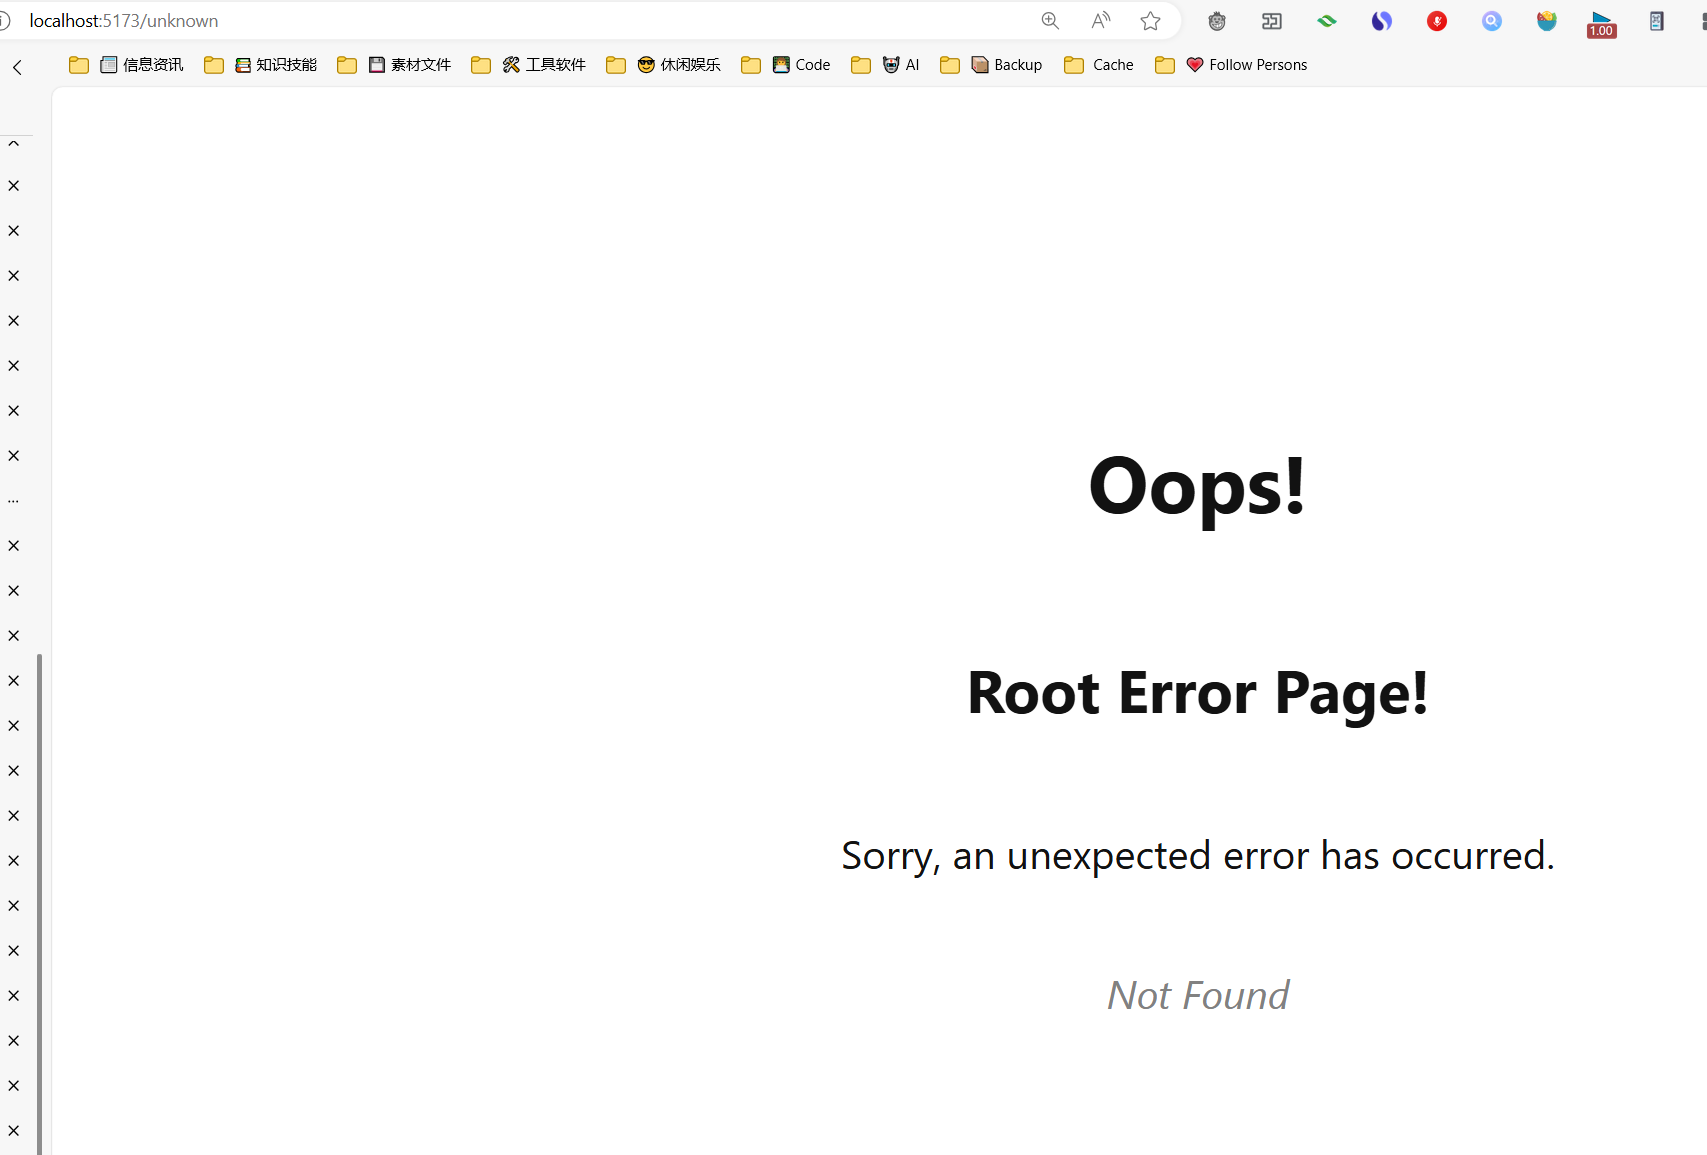 localhost:5173/unknown
1.00
信息资讯 知识技能 素材文件 工具软件 休闲娱乐 Code AI Backup Cache Follow Persons
Oops!
Root Error Page!
Sorry, an unexpected error has occurred.
Not Found